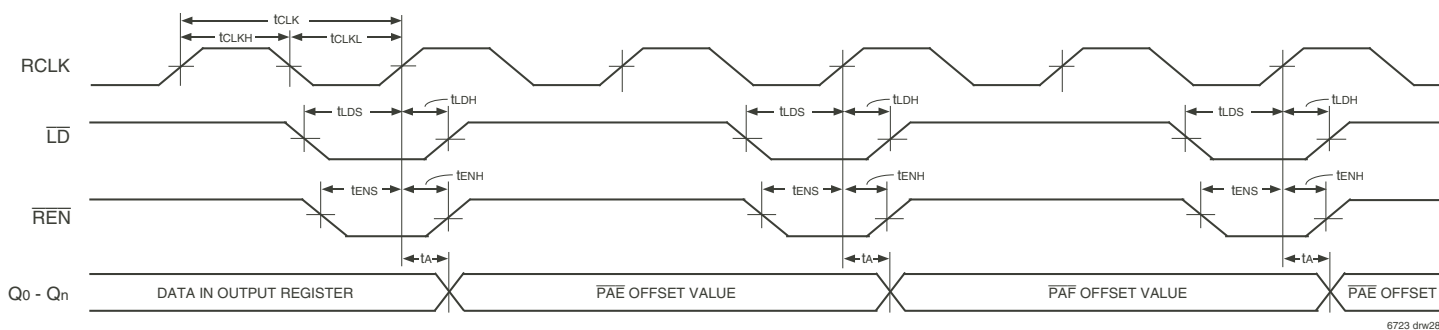 tCLK
tCLKH
tCLKL
RCLK
tLDS
tLDH
tLDS
tLDH
tLDS
tLDH
LD
tENS
tENH
tENS
tENH
tENS
tENH
REN
tA
tA
tA
Q0 - Qn
DATA IN OUTPUT REGISTER
PAE OFFSET VALUE
PAF OFFSET VALUE
PAE OFFSET
6723 drw28